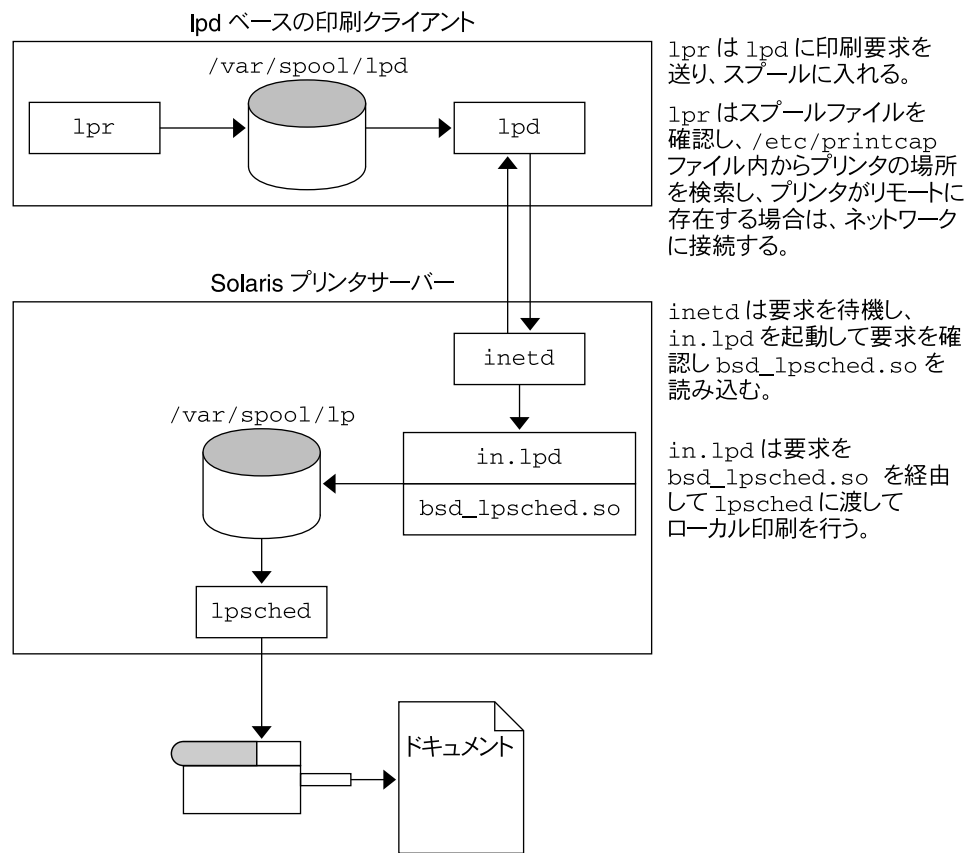 lpd ベースの印刷クライアント
/var/spool/lpd
lpr
lpd
lpr は lpd に印刷要求を
送り、スプールに入れる。
lpr はスプールファイルを
確認し、/etc/printcap
ファイル内からプリンタの場所
を検索し、プリンタがリモートに
存在する場合は、ネットワーク
に接続する。
Solaris プリンタサーバー
inetd
/var/spool/lp
in.lpd
bsd_lpsched.so
lpsched
inetd は要求を待機し、
in.lpd を起動して要求を確
認し bsd_lpsched.so を
読み込む。
in.lpd は要求を
bsd_lpsched.so を経由
して lpsched に渡して
ローカル印刷を行う。
ドキュメント